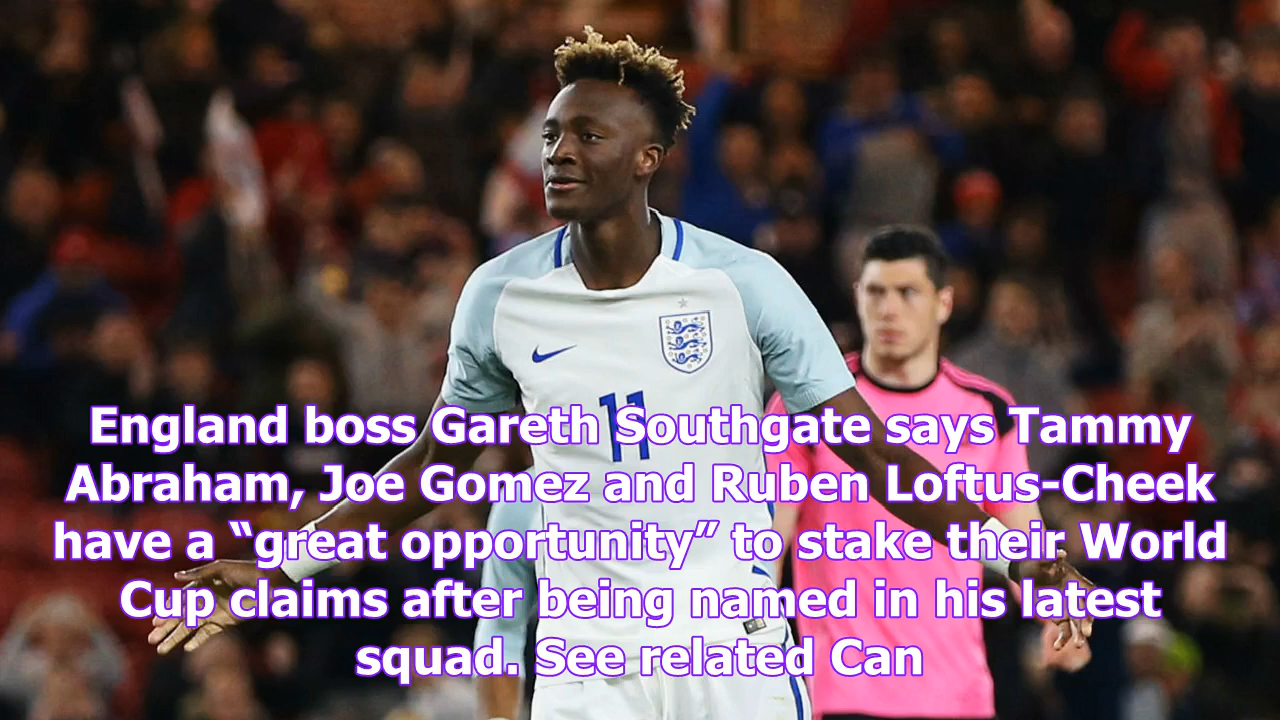 11
England boss Gareth Southgate says Tammy
Abraham, Joe Gomez and Ruben Loftus-Cheek
have a “great opportunity” to stake their World
Cup claims after being named in his latest
squad. See related Can